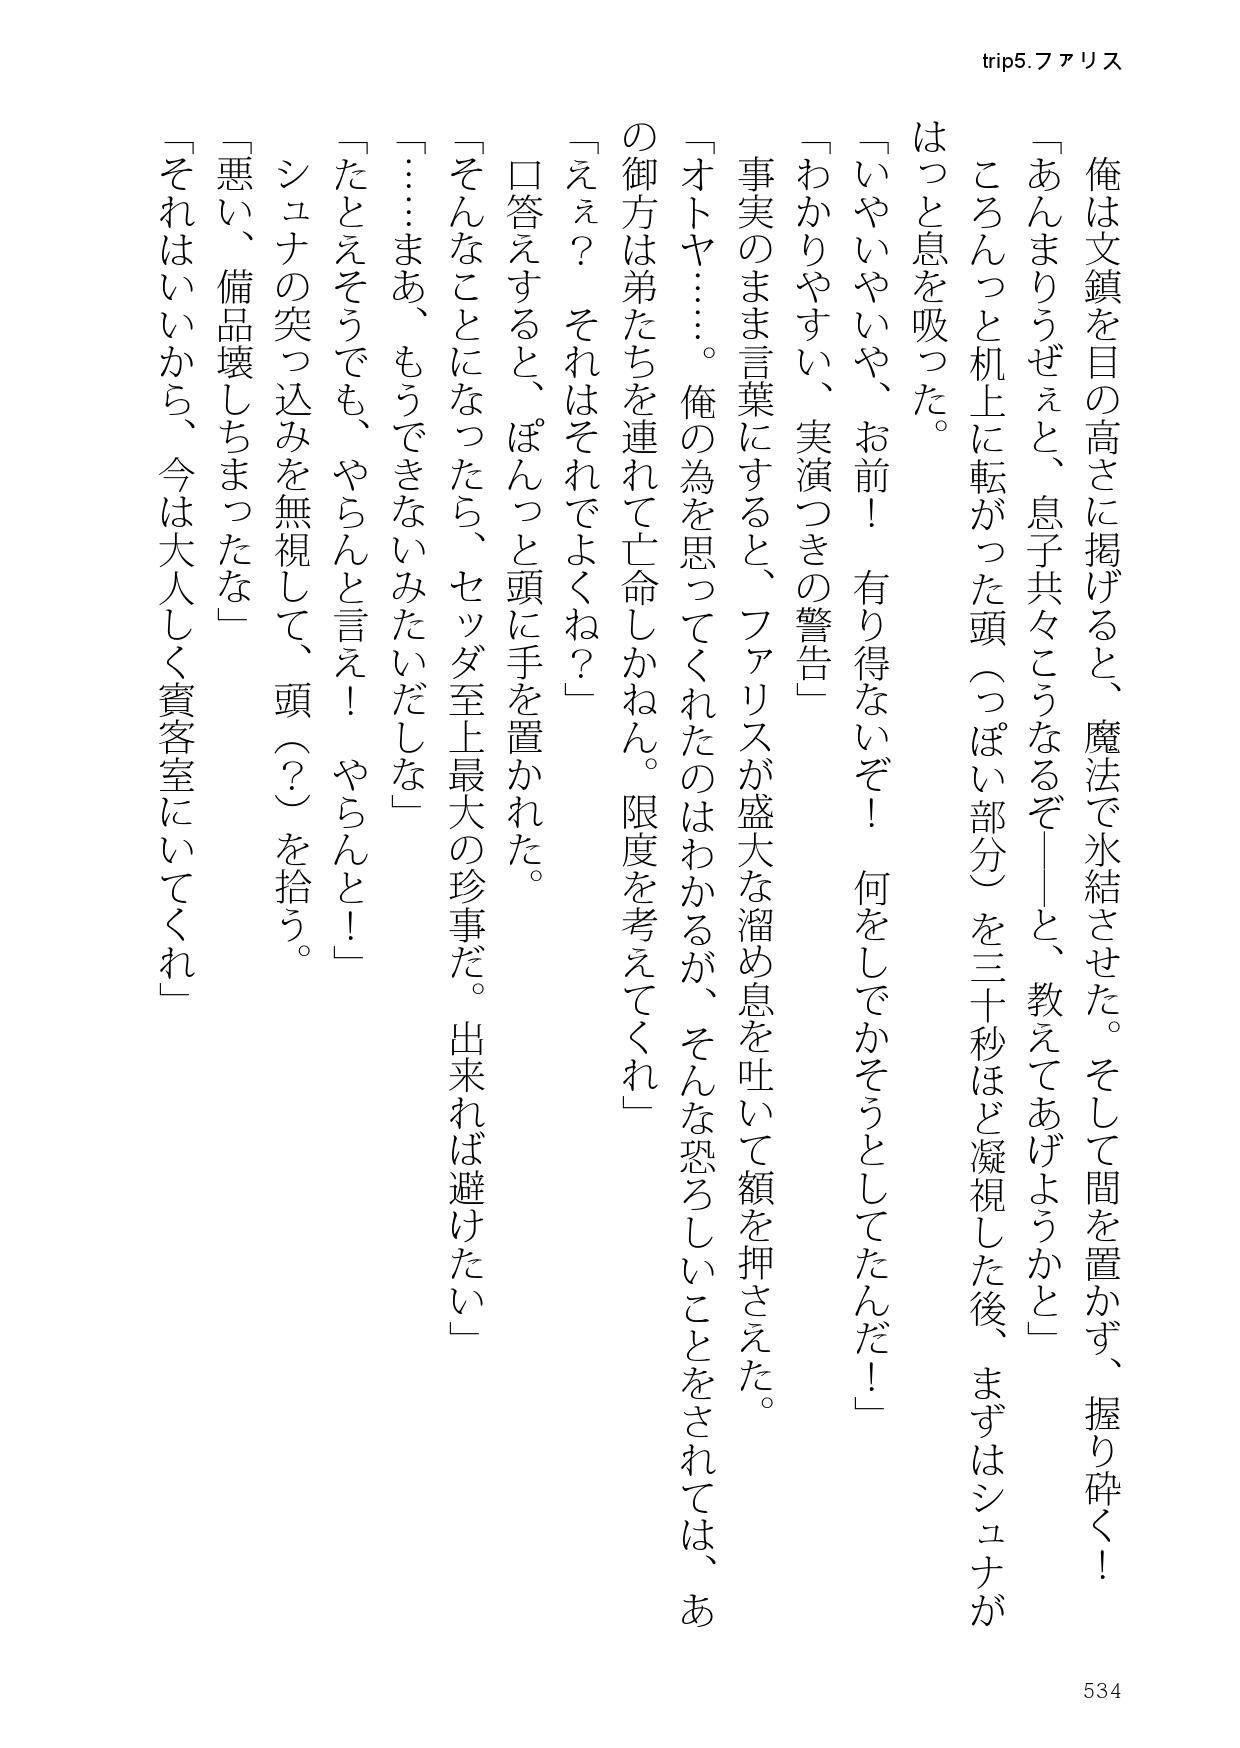 trip5.ファリス
　俺は文鎮を目の高さに掲げると、魔法で氷結させた。そして間を置かず、握り砕く！
「あんまりうぜぇと、息子共々こうなるぞ――と、教えてあげようかと」
　ころんっと机上に転がった頭（っぽい部分）を三十秒ほど凝視した後、まずはシュナが
はっと息を吸った。
「いやいやいや、お前！　有り得ないぞ！　何をしでかそうとしてたんだ！」
「わかりやすい、実演つきの警告」
　事実のまま言葉にすると、ファリスが盛大な溜め息を吐いて額を押さえた。
「オトヤ……。俺の為を思ってくれたのはわかるが、そんな恐ろしいことをされては、あ
の御方は弟たちを連れて亡命しかねん。限度を考えてくれ」
「えぇ？　それはそれでよくね？」
　口答えすると、ぽんっと頭に手を置かれた。
「そんなことになったら、セッダ至上最大の珍事だ。出来れば避けたい」
「……まあ、もうできないみたいだしな」
「たとえそうでも、やらんと言え！　やらんと！」
　シュナの突っ込みを無視して、頭（？）を拾う。
「悪い、備品壊しちまったな」
「それはいいから、今は大人しく賓客室にいてくれ」
534